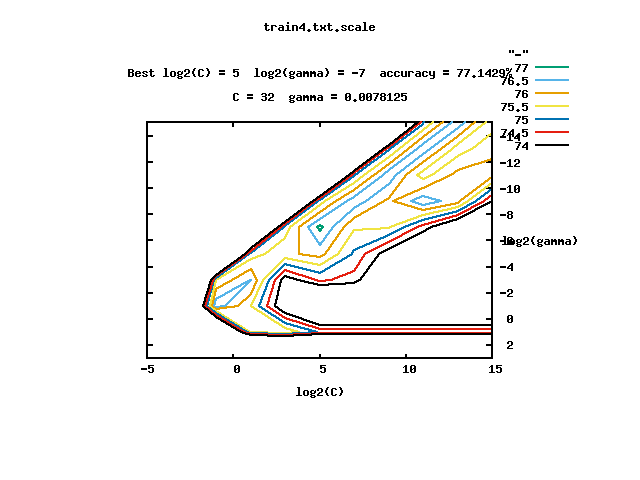 train4.txt.scale
"-"
Best log2(C) = 5 log2(gamma) = -7 accuracy = 77.1429%
C = 32 gamma = 0.0078125
77
76.5
76
75.5
75
74.5
74
-14
-12
-10
-8
-6
log2(gamma)
-4
-2
0
2
-5 0 5 10 15
log2(C)